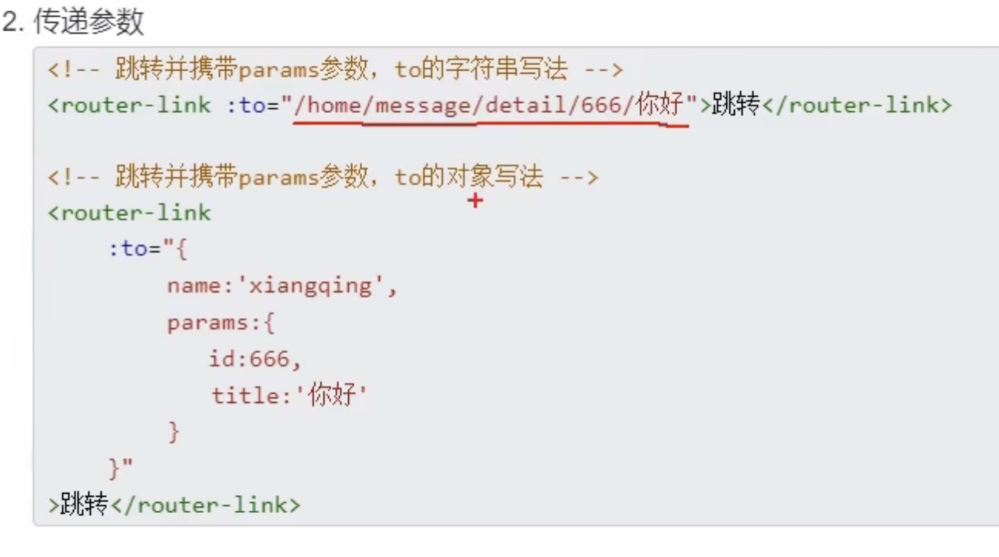 2. 传递参数
<!-- 跳转并携带params参数，to的字符串写法 -->
<router-link :to="/home/message/detail/666/你好">跳转</router-link>
<!-- 跳转并携带params参数，to的对象写法 -->
<router-link
:to="{
name:'xiangqing',
params:{
id:666,
title:'你好'
}
}"
>跳转</router-link>